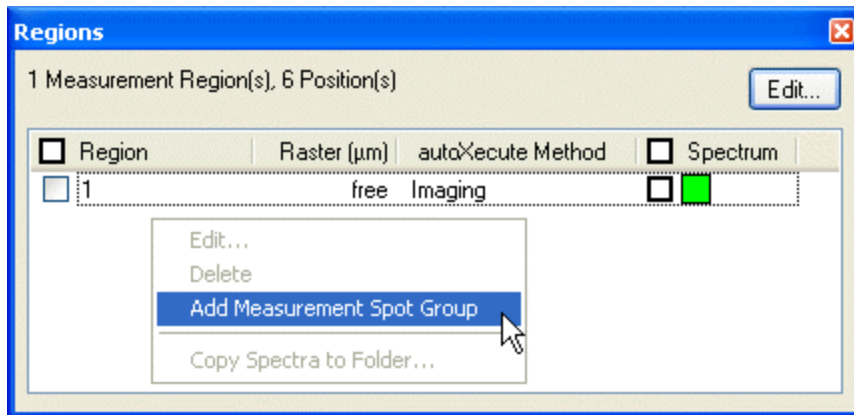 Regions
1 Measurement Region(s), 6 Position(s)
Edit...
Region Raster (µm) autoXecute Method Spectrum
1 free Imaging
Edit...
Delete
Add Measurement Spot Group
Copy Spectra to Folder...